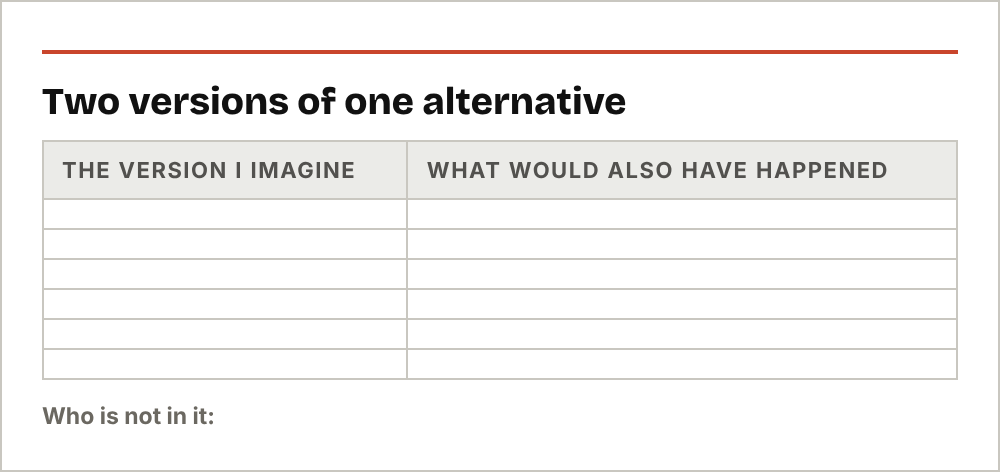 Two versions of one alternative
THE VERSION I IMAGINE
WHAT WOULD ALSO HAVE HAPPENED
Who is not in it: